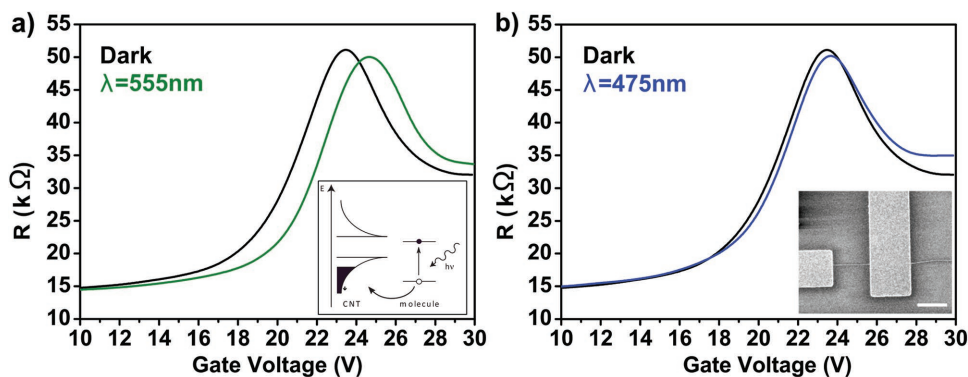 a)
Dark
λ=555nm
R (kΩ)
55
50
45
40
35
30
25
20
15
10
10 12 14 16 18 20 22 24 26 28 30
Gate Voltage (V)
E
hν
+
CNT
molecule
b)
Dark
λ=475nm
R (kΩ)
55
50
45
40
35
30
25
20
15
10
10 12 14 16 18 20 22 24 26 28 30
Gate Voltage (V)